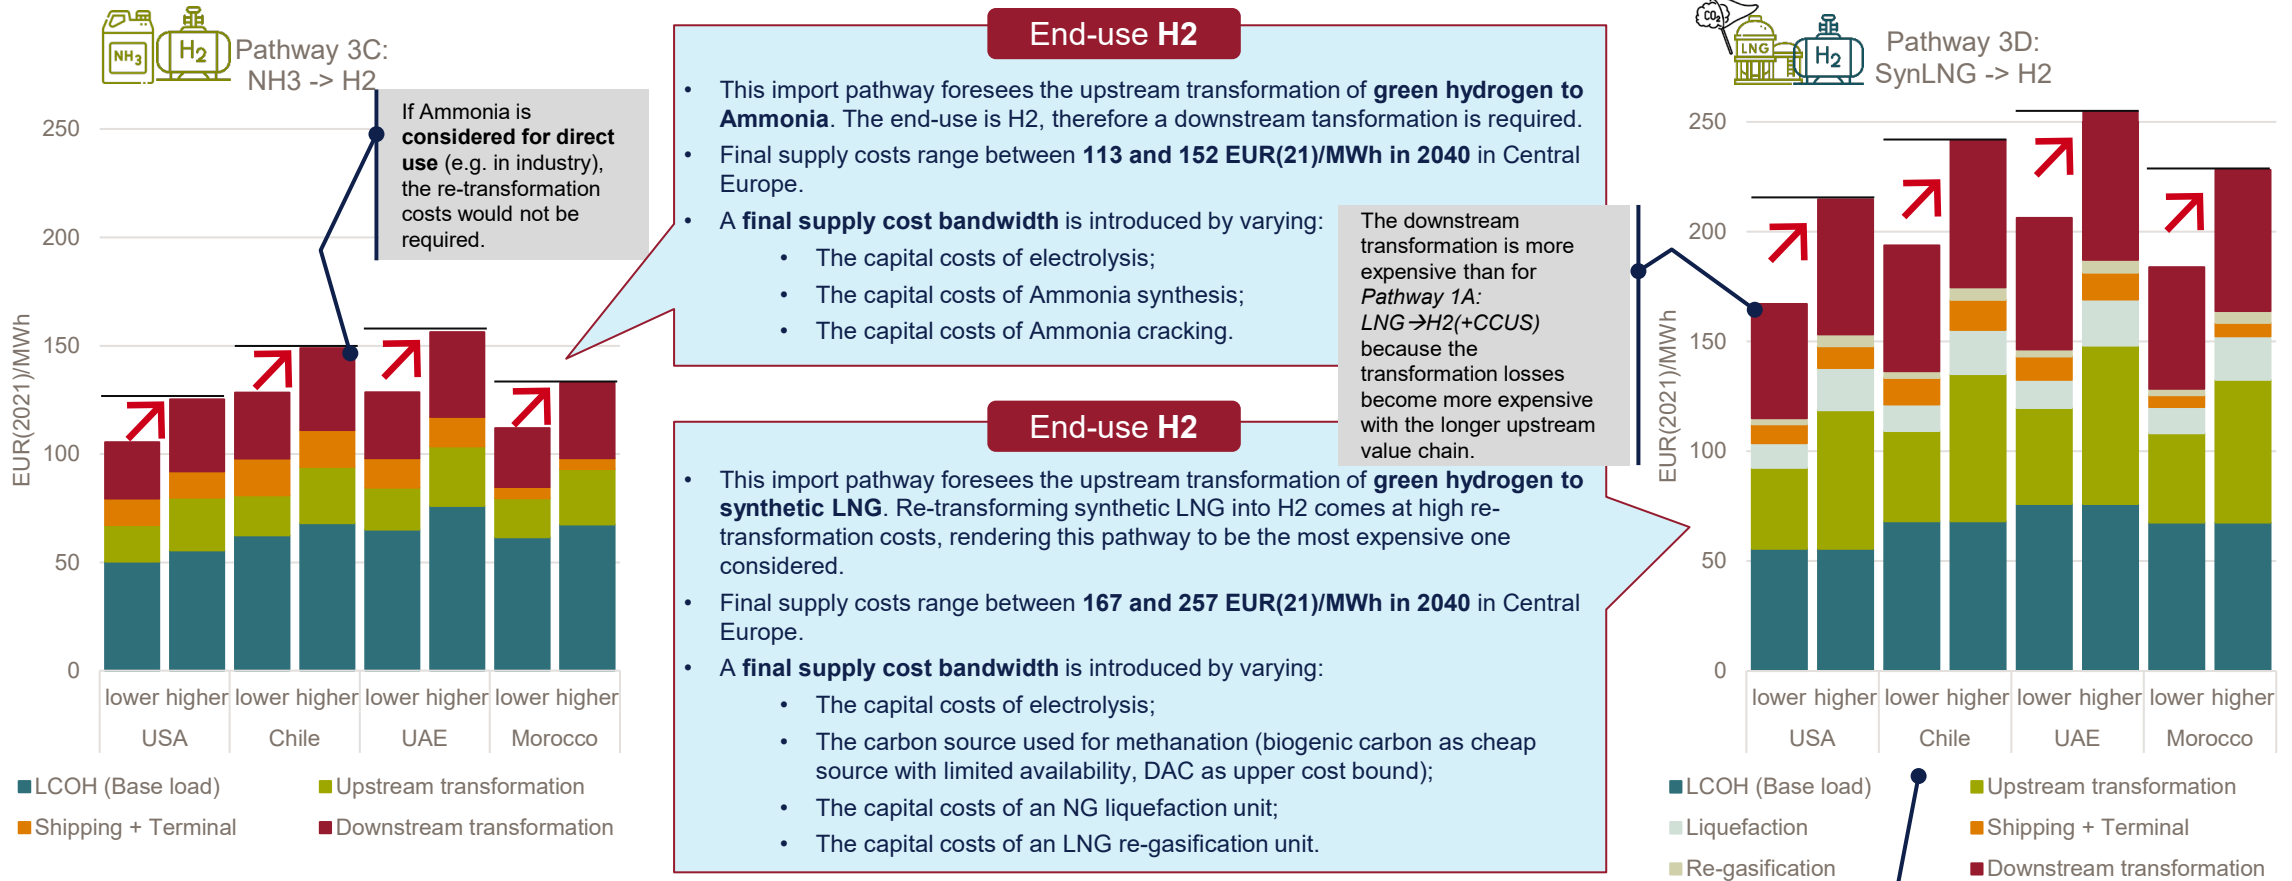 NH3
H2
Pathway 3C:
NH3 -> H2
250
200
150
100
50
0
EUR(2021)/MWh
If Ammonia is
considered for direct
use (e.g. in industry),
the re-transformation
costs would not be
required.
lower higher lower higher lower higher lower higher
USA Chile UAE Morocco
LCOH (Base load) Upstream transformation
Shipping + Terminal Downstream transformation
End-use H2
• This import pathway foresees the upstream transformation of green hydrogen to
Ammonia. The end-use is H2, therefore a downstream tansformation is required.
• Final supply costs range between 113 and 152 EUR(21)/MWh in 2040 in Central
Europe.
• A final supply cost bandwidth is introduced by varying:
• The capital costs of electrolysis;
• The capital costs of Ammonia synthesis;
• The capital costs of Ammonia cracking.
End-use H2
• This import pathway foresees the upstream transformation of green hydrogen to
synthetic LNG. Re-transforming synthetic LNG into H2 comes at high re-
transformation costs, rendering this pathway to be the most expensive one
considered.
• Final supply costs range between 167 and 257 EUR(21)/MWh in 2040 in Central
Europe.
• A final supply cost bandwidth is introduced by varying:
• The capital costs of electrolysis;
• The carbon source used for methanation (biogenic carbon as cheap
source with limited availability, DAC as upper cost bound);
• The capital costs of an NG liquefaction unit;
• The capital costs of an LNG re-gasification unit.
The downstream
transformation is more
expensive than for
Pathway 1A:
LNG→H2(+CCUS)
because the
transformation losses
become more expensive
with the longer upstream
value chain.
CO2
LNG
H2
Pathway 3D:
SynLNG -> H2
250
200
150
100
50
0
EUR(2021)/MWh
lower higher lower higher lower higher lower higher
USA Chile UAE Morocco
LCOH (Base load) Upstream transformation
Liquefaction Shipping + Terminal
Re-gasification Downstream transformation